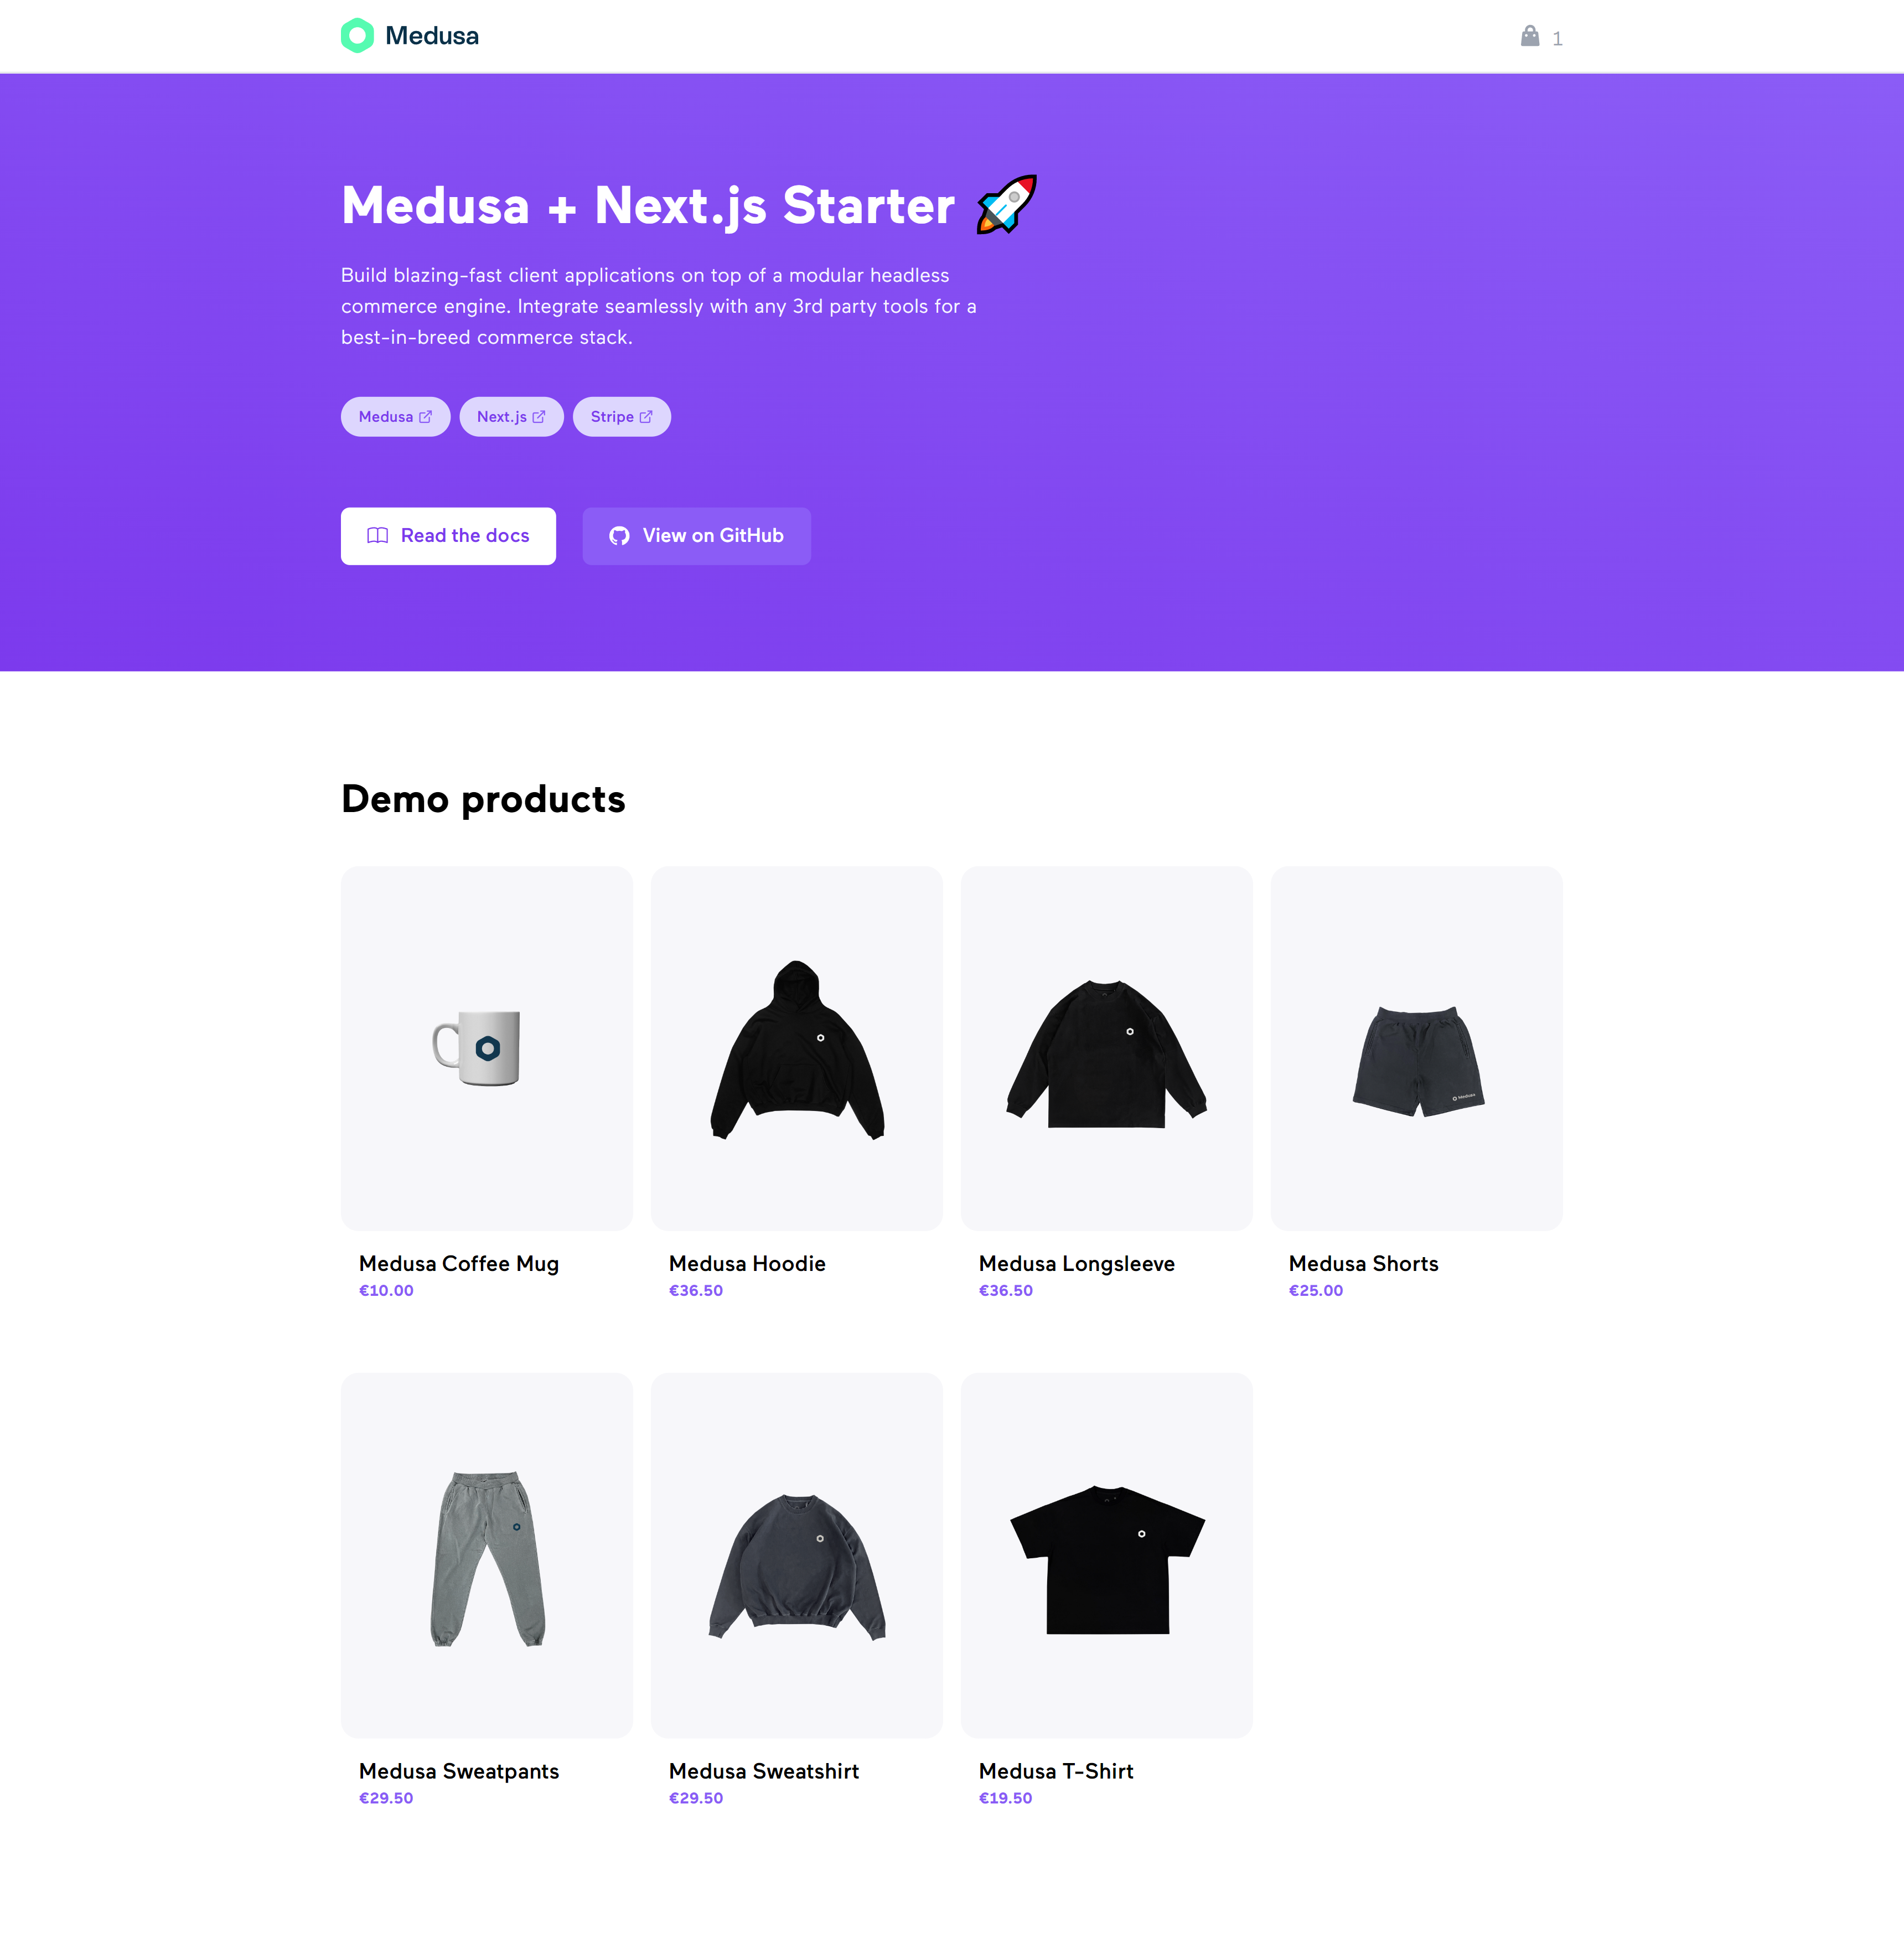 Medusa
1
Medusa + Next.js Starter 🚀
Build blazing-fast client applications on top of a modular headless
commerce engine. Integrate seamlessly with any 3rd party tools for a
best-in-breed commerce stack.
Medusa
Next.js
Stripe
Read the docs
View on GitHub
Demo products
Medusa
Medusa Coffee Mug
€10.00
Medusa Hoodie
€36.50
Medusa Longsleeve
€36.50
Medusa Shorts
€25.00
Medusa Sweatpants
€29.50
Medusa Sweatshirt
€29.50
Medusa T-Shirt
€19.50